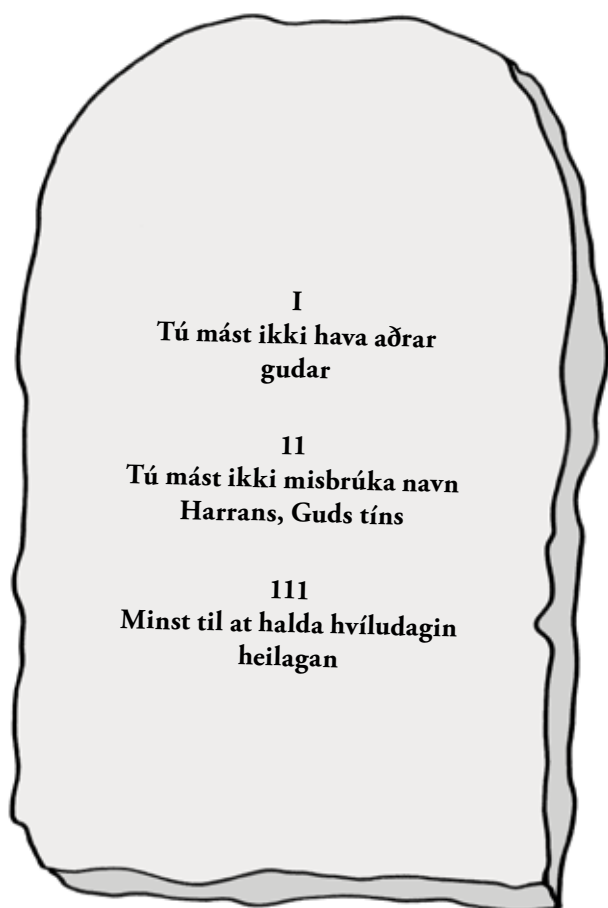 I
Tú mást ikki hava aðrar
gudar
11
Tú mást ikki misbrúka navn
Harrans, Guds tíns
111
Minst til at halda hvíludagin
heilagan